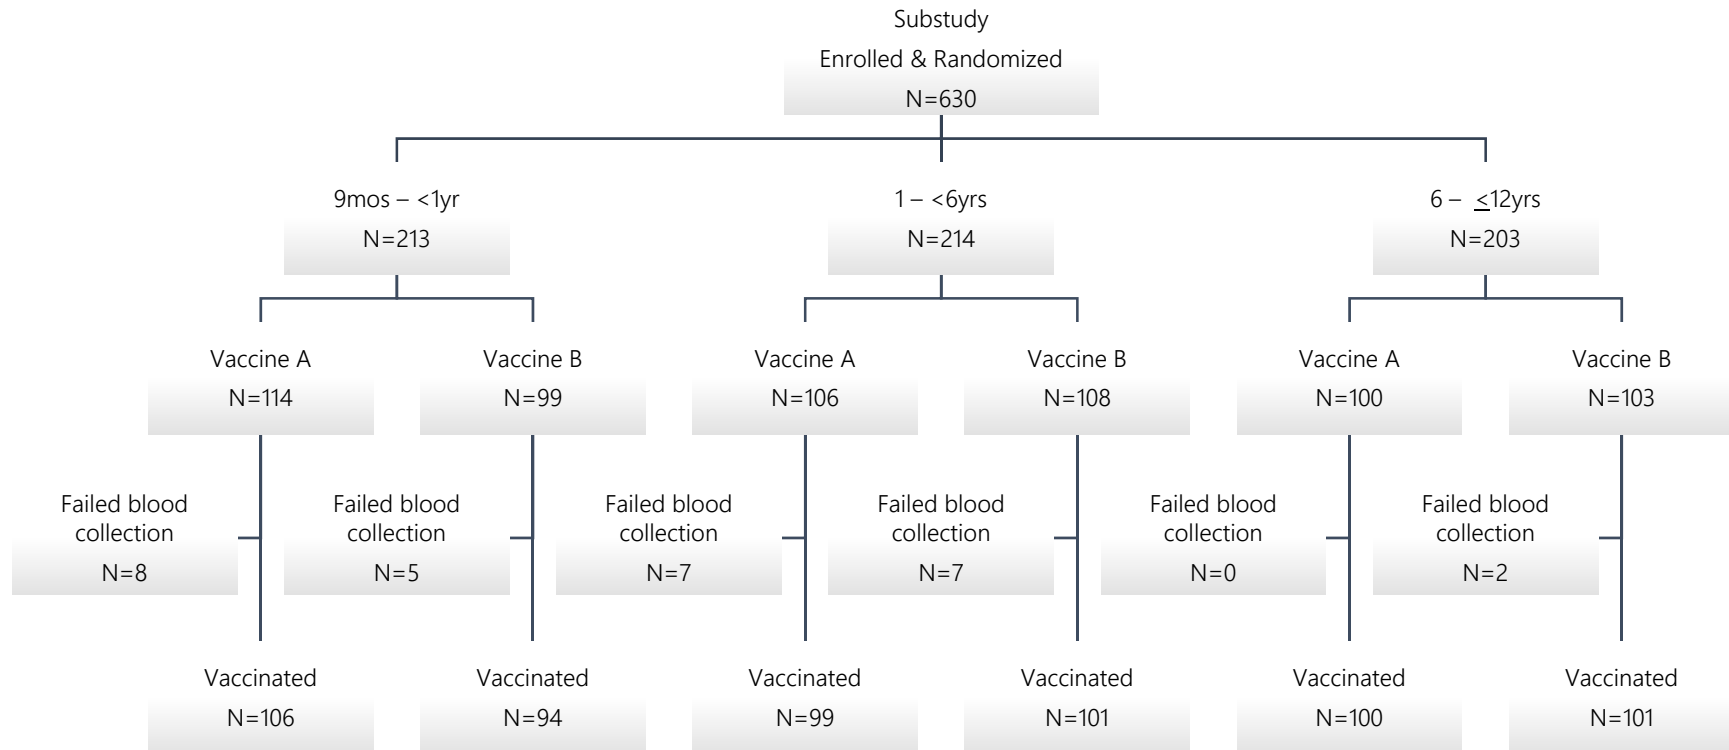 Substudy
Enrolled & Randomized
N=630
9mos – <1yr
N=213
1 – <6yrs
N=214
6 – ≤12yrs
N=203
Vaccine A
N=114
Vaccine B
N=99
Vaccine A
N=106
Vaccine B
N=108
Vaccine A
N=100
Vaccine B
N=103
Failed blood
collection
N=8
Failed blood
collection
N=5
Failed blood
collection
N=7
Failed blood
collection
N=7
Failed blood
collection
N=0
Failed blood
collection
N=2
Vaccinated
N=106
Vaccinated
N=94
Vaccinated
N=99
Vaccinated
N=101
Vaccinated
N=100
Vaccinated
N=101